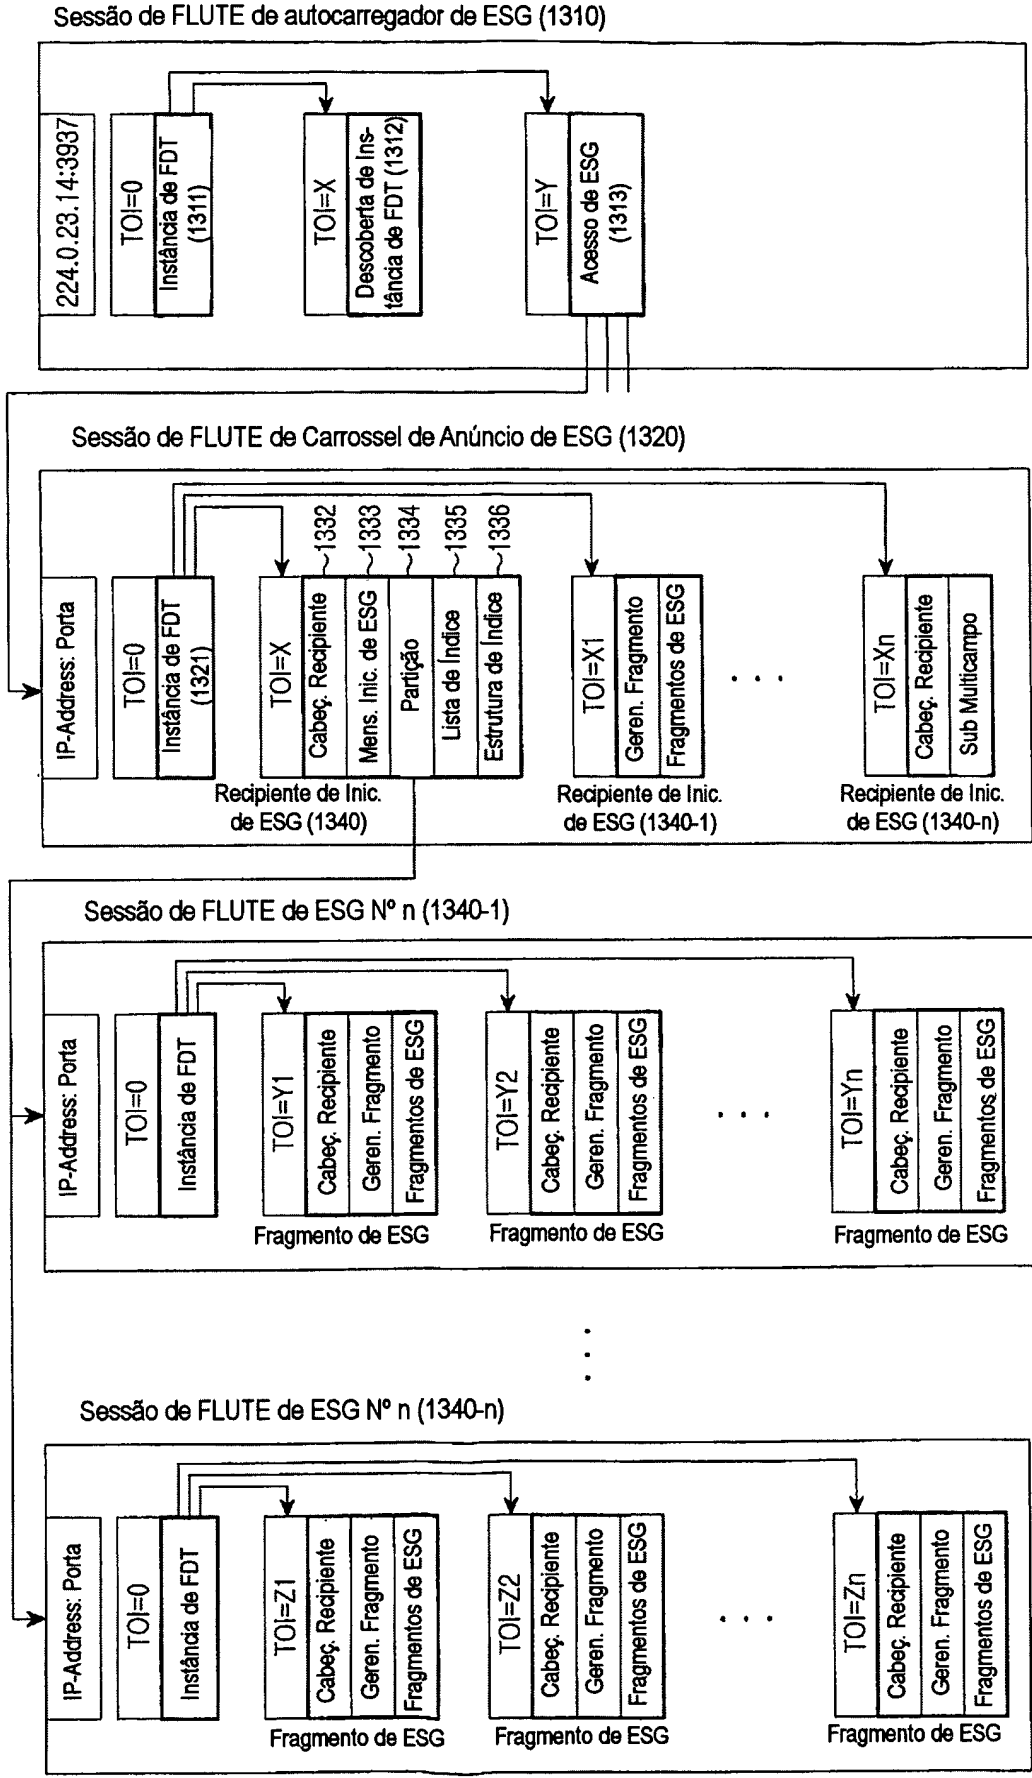 Sessão de FLUTE de autocarregador de ESG (1310)
224.0.23.14:3937
TOI=0
Instância de FDT
(1311)
TOI=X
Descoberta de Ins-
tância de FDT (1312)
TOI=Y
Acesso de ESG
(1313)
Sessão de FLUTE de Carrossel de Anúncio de ESG (1320)
IP-Address: Porta
TOI=0
Instância de FDT
(1321)
TOI=X
Cabeç. Recipiente
Mens. Inic. de ESG
Partição
Lista de Índice
Estrutura de Índice
1332
1333
1334
1335
1336
Recipiente de Inic.
de ESG (1340)
TOI=X1
Geren. Fragmento
Fragmentos de ESG
Recipiente de Inic.
de ESG (1340-1)
. . .
TOI=Xn
Cabeç. Recipiente
Sub Multicampo
Recipiente de Inic.
de ESG (1340-n)
Sessão de FLUTE de ESG Nº n (1340-1)
IP-Address: Porta
TOI=0
Instância de FDT
TOI=Y1
Cabeç. Recipiente
Geren. Fragmento
Fragmentos de ESG
Fragmento de ESG
TOI=Y2
Cabeç. Recipiente
Geren. Fragmento
Fragmentos de ESG
Fragmento de ESG
. . .
TOI=Yn
Cabeç. Recipiente
Geren. Fragmento
Fragmentos de ESG
Fragmento de ESG
. . .
Sessão de FLUTE de ESG Nº n (1340-n)
IP-Address: Porta
TOI=0
Instância de FDT
TOI=Z1
Cabeç. Recipiente
Geren. Fragmento
Fragmentos de ESG
Fragmento de ESG
TOI=Z2
Cabeç. Recipiente
Geren. Fragmento
Fragmentos de ESG
Fragmento de ESG
. . .
TOI=Zn
Cabeç. Recipiente
Geren. Fragmento
Fragmentos de ESG
Fragmento de ESG